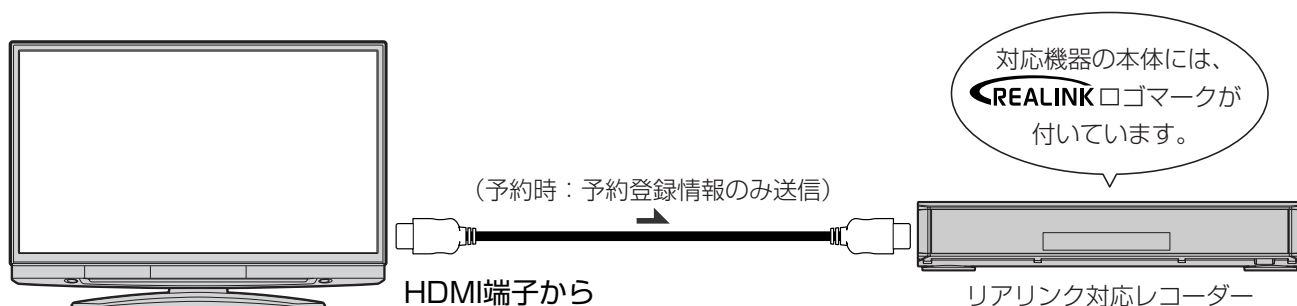 対応機器の本体には、
REALINKロゴマークが
付いています。
（予約時：予約登録情報のみ送信）
HDMI端子から
リアリンク対応レコーダー